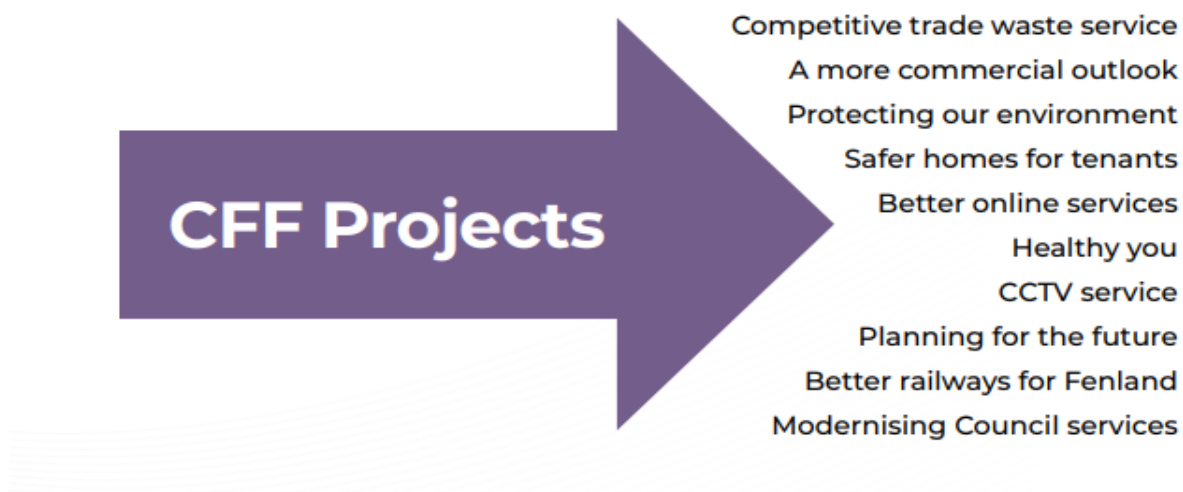 Competitive trade waste service
A more commercial outlook
Protecting our environment
Safer homes for tenants
Better online services
Healthy you
CCTV service
Planning for the future
Better railways for Fenland
Modernising Council services
CFF Projects